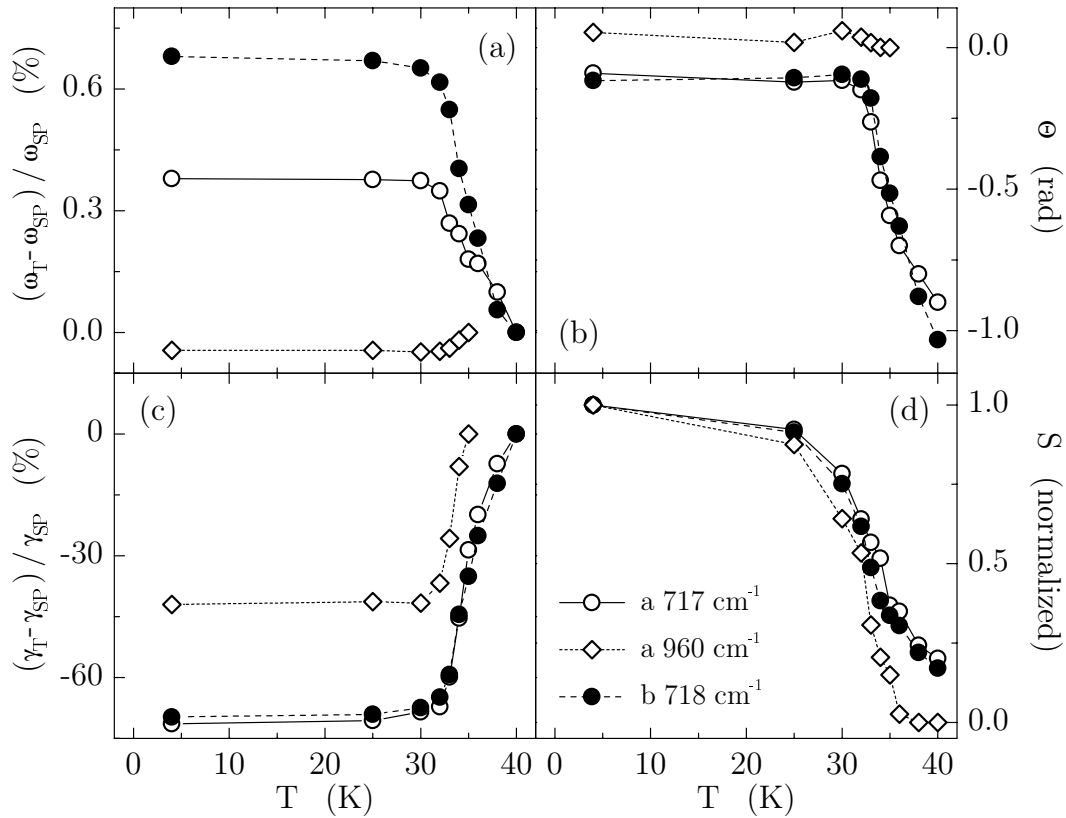 (ω_T-ω_SP) / ω_SP (%)
0.6
0.3
0.0
(a)
0.0
-0.5
-1.0
Θ (rad)
(b)
(γ_T-γ_SP) / γ_SP (%)
0
-30
-60
(c)
0 10 20 30 40
T (K)
(d)
1.0
0.5
0.0
S (normalized)
a 717 cm⁻¹
a 960 cm⁻¹
b 718 cm⁻¹
0 10 20 30 40
T (K)